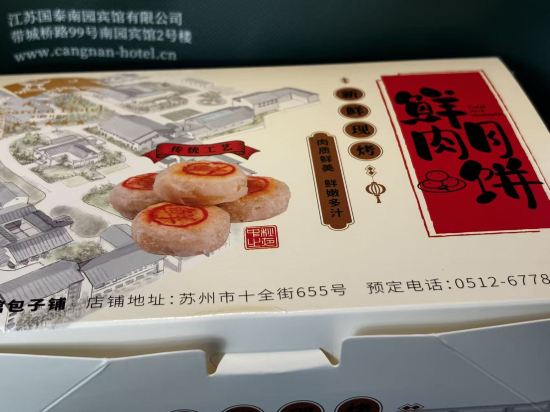 江苏国泰南园宾馆有限公司
带城桥路99号南园宾馆2号楼
www.cangnan-hotel.cn
新鲜现烤
鲜肉月饼
传统工艺
肉质鲜美 鲜嫩多汁
包子铺 店铺地址:苏州市十全街655号 预定电话:0512-6778